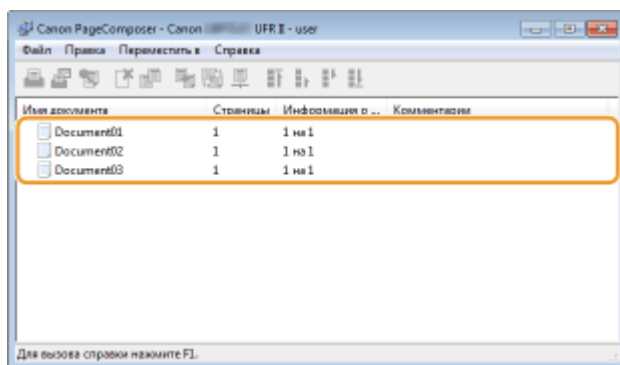 Canon PageComposer - Canon UFR II - user
Файл Правка Переместить в Справка
Имя документа Страницы Информация о ... Комментарии
Document01 1 1 на 1
Document02 1 1 на 1
Document03 1 1 на 1
Для вызова справки нажмите F1.